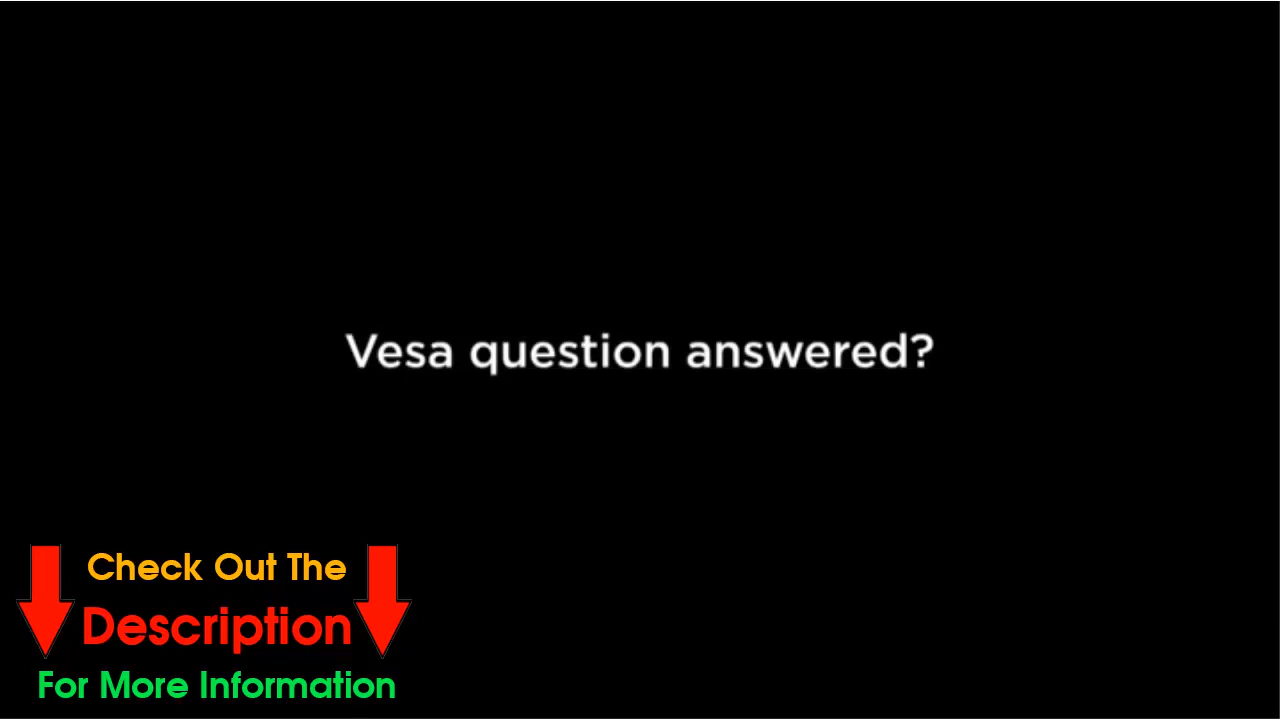 Vesa question answered?
Check Out The
Description
For More Information